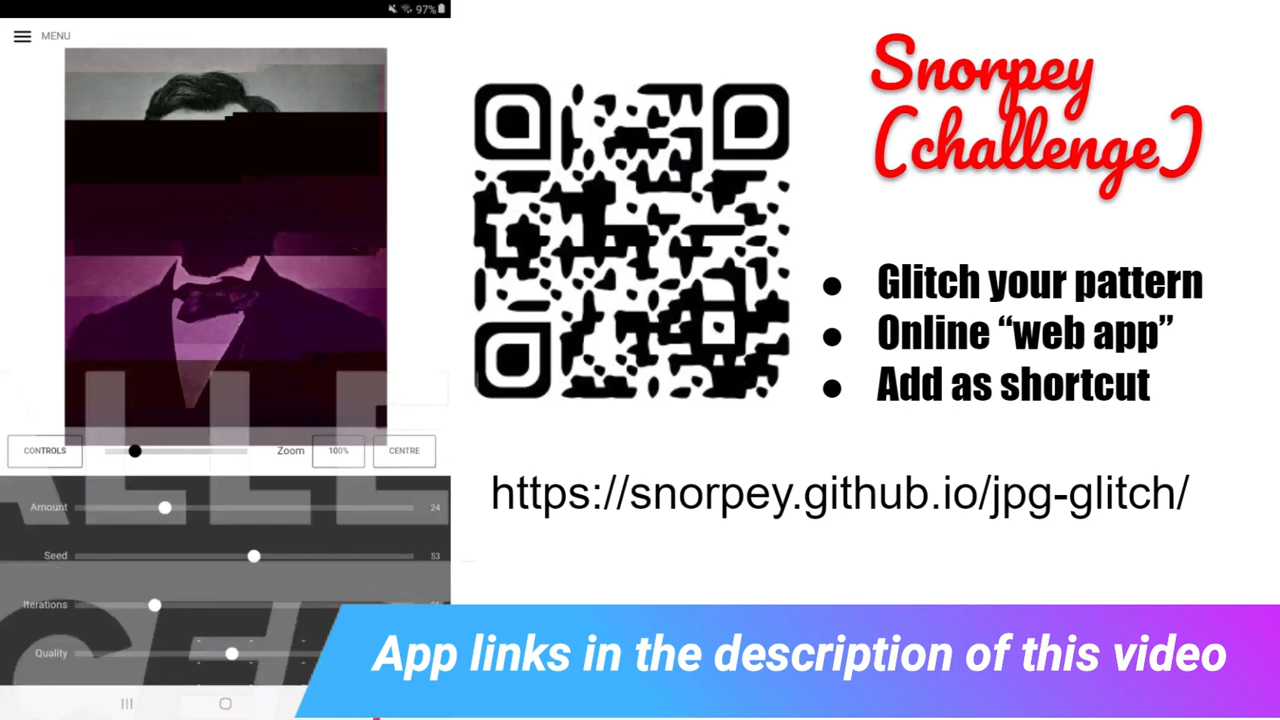 97%
MENU
Snorpey
(challenge)
● Glitch your pattern
● Online “web app”
● Add as shortcut
CONTROLS
Zoom
100%
CENTRE
https://snorpey.github.io/jpg-glitch/
Amount 24
Seed 53
Iterations
Quality
App links in the description of this video